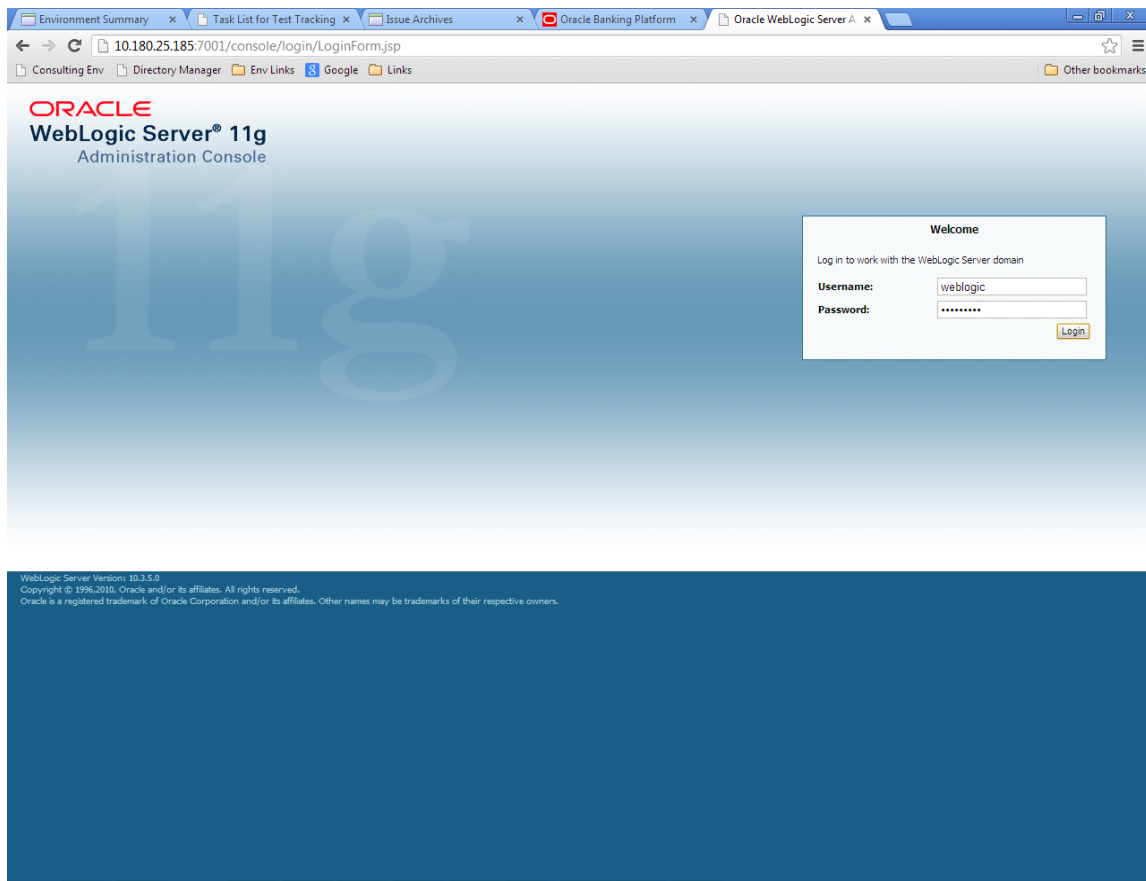 Environment Summary
Task List for Test Tracking
Issue Archives
Oracle Banking Platform
Oracle WebLogic Server A
10.180.25.185:7001/console/login/LoginForm.jsp
Consulting Env
Directory Manager
Env Links
Google
Links
Other bookmarks
ORACLE
WebLogic Server® 11g
Administration Console
11g
Welcome
Log in to work with the WebLogic Server domain
Username: weblogic
Password: •••••••••
Login
WebLogic Server Version: 10.3.5.0
Copyright © 1996,2010, Oracle and/or its affiliates. All rights reserved.
Oracle is a registered trademark of Oracle Corporation and/or its affiliates. Other names may be trademarks of their respective owners.